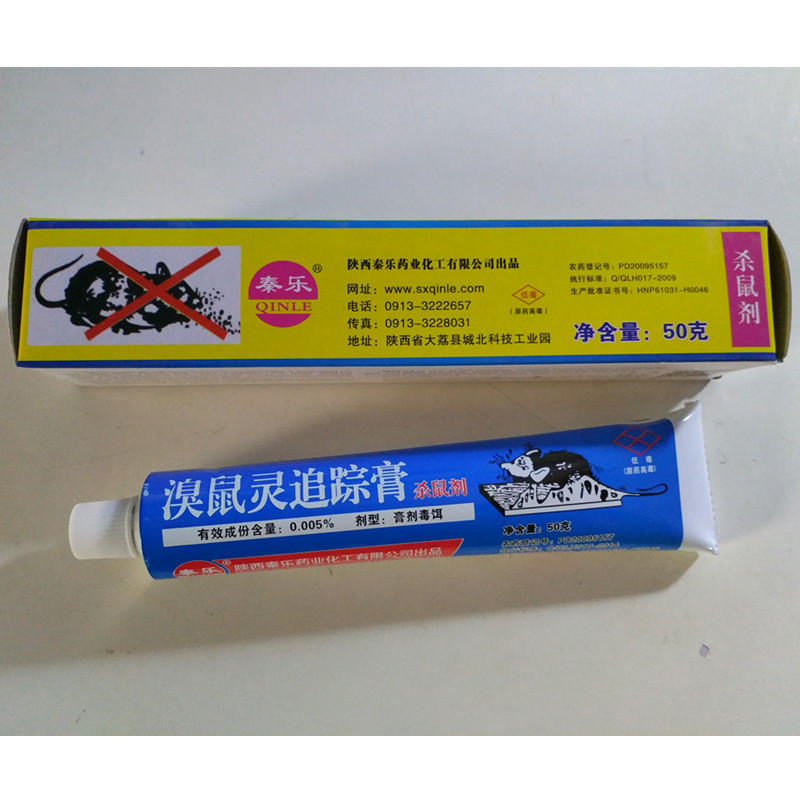 秦乐®
QINLE
陕西秦乐药业化工有限公司出品
网址：www.sxqinle.com
电话：0913-3222657
传真：0913-3228031
地址：陕西省大荔县城北科技工业园
低毒
（原药高毒）
农药登记号：PD20095157
执行标准：Q/QLH017-2009
生产批准证书号：HNP61031-H0046
净含量：50克
杀鼠剂
溴鼠灵追踪膏 杀鼠剂
有效成份含量：0.005% 剂型：膏剂毒饵
秦乐® 陕西秦乐药业化工有限公司出品
低毒
（原药高毒）
净含量：50克
农药登记号：PD20095157